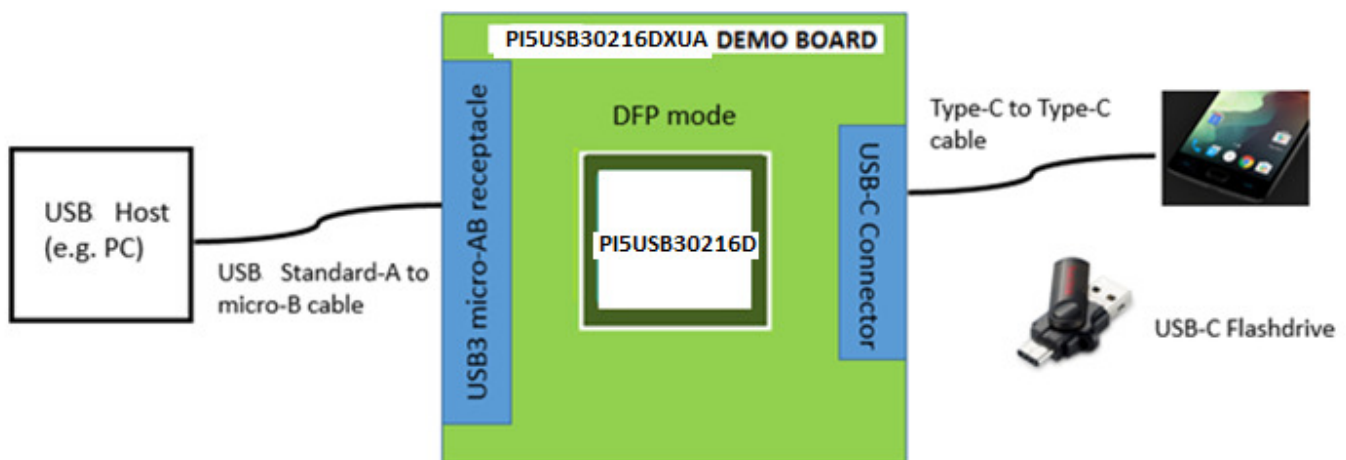 PI5USB30216DXUA DEMO BOARD
USB Host
(e.g. PC)
USB Standard-A to
micro-B cable
USB3 micro-AB receptacle
DFP mode
PI5USB30216D
USB-C Connector
Type-C to Type-C
cable
USB-C Flashdrive